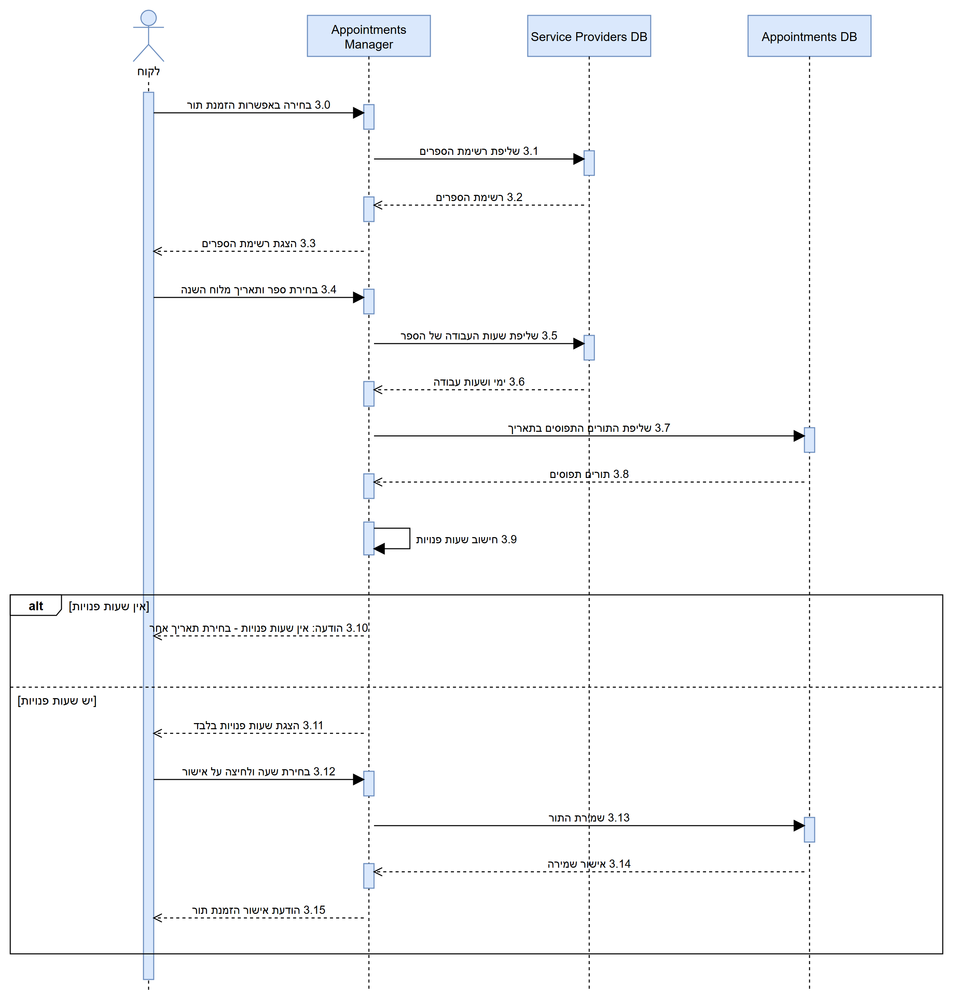 Appointments
Manager
Service Providers DB
Appointments DB
לקוח
3.0 בחירה באפשרות הזמנת תור
3.1 שליפת רשימת הספרים
3.2 רשימת הספרים
3.3 הצגת רשימת הספרים
3.4 בחירת ספר ותאריך מלוח השנה
3.5 שליפת שעות העבודה של הספר
3.6 ימי ושעות עבודה
3.7 שליפת התורים התפוסים בתאריך
3.8 תורים תפוסים
3.9 חישוב שעות פנויות
alt
[אין שעות פנויות]
3.10 הודעה: אין שעות פנויות - בחירת תאריך אחר
[יש שעות פנויות]
3.11 הצגת שעות פנויות בלבד
3.12 בחירת שעה ולחיצה על אישור
3.13 שמירת התור
3.14 אישור שמירה
3.15 הודעת אישור הזמנת תור